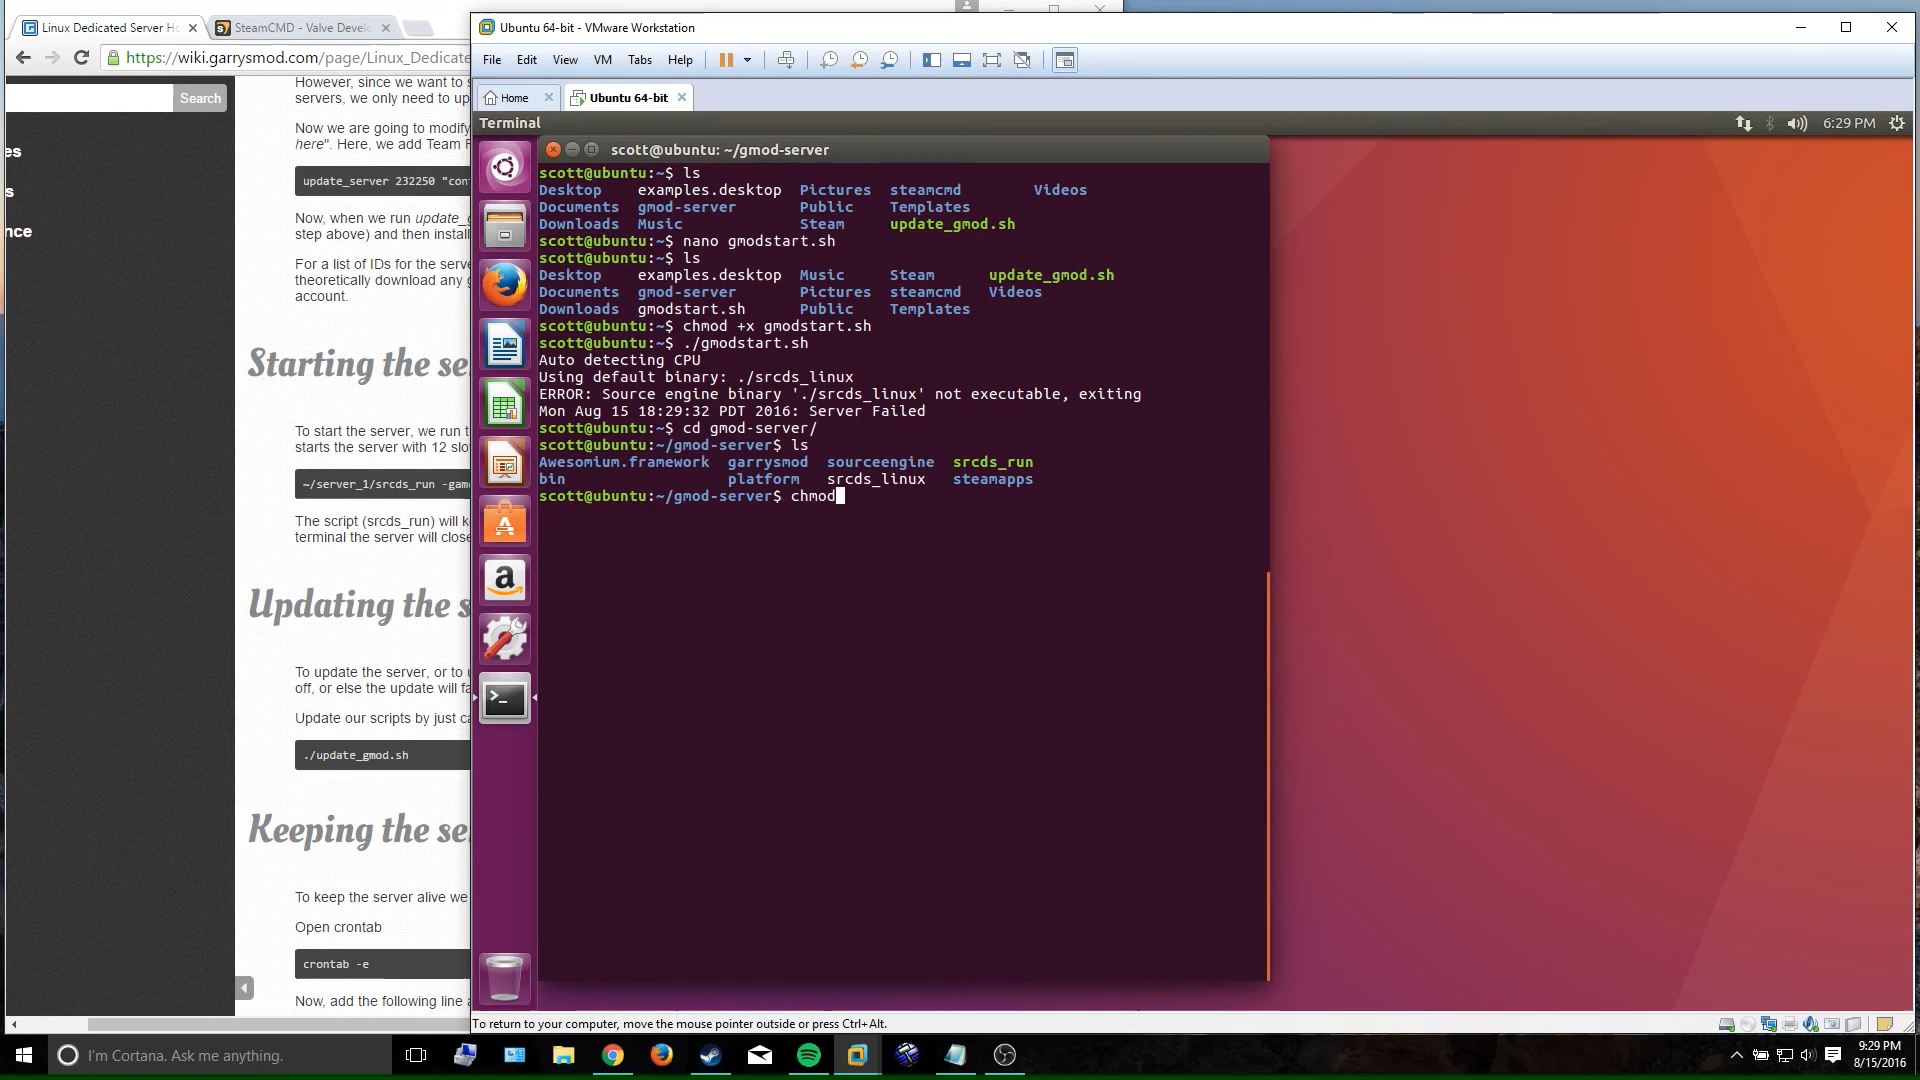 Linux Dedicated Server Ho
SteamCMD - Valve Devel
https://wiki.garrysmod.com/page/Linux_Dedicate
Search
es
s
nce
However, since we want to s
servers, we only need to up
Now we are going to modify
here". Here, we add Team F
update_server 232250 "con
Now, when we run update_g
step above) and then install
For a list of IDs for the serve
theoretically download any g
account.
Starting the se
To start the server, we run t
starts the server with 12 slo
~/server_1/srcds_run -game
The script (srcds_run) will k
terminal the server will close
Updating the s
To update the server, or to u
off, or else the update will fa
Update our scripts by just ca
./update_gmod.sh
Keeping the se
To keep the server alive we
Open crontab
crontab -e
Now, add the following line a
Ubuntu 64-bit - VMware Workstation
File Edit View VM Tabs Help
Home
Ubuntu 64-bit
Terminal
6:29 PM
scott@ubuntu: ~/gmod-server
scott@ubuntu:~$ ls
Desktop examples.desktop Pictures steamcmd Videos
Documents gmod-server Public Templates
Downloads Music Steam update_gmod.sh
scott@ubuntu:~$ nano gmodstart.sh
scott@ubuntu:~$ ls
Desktop examples.desktop Music Steam update_gmod.sh
Documents gmod-server Pictures steamcmd Videos
Downloads gmodstart.sh Public Templates
scott@ubuntu:~$ chmod +x gmodstart.sh
scott@ubuntu:~$ ./gmodstart.sh
Auto detecting CPU
Using default binary: ./srcds_linux
ERROR: Source engine binary './srcds_linux' not executable, exiting
Mon Aug 15 18:29:32 PDT 2016: Server Failed
scott@ubuntu:~$ cd gmod-server/
scott@ubuntu:~/gmod-server$ ls
Awesomium.framework garrysmod sourceengine srcds_run
bin platform srcds_linux steamapps
scott@ubuntu:~/gmod-server$ chmod
To return to your computer, move the mouse pointer outside or press Ctrl+Alt.
I'm Cortana. Ask me anything.
9:29 PM
8/15/2016